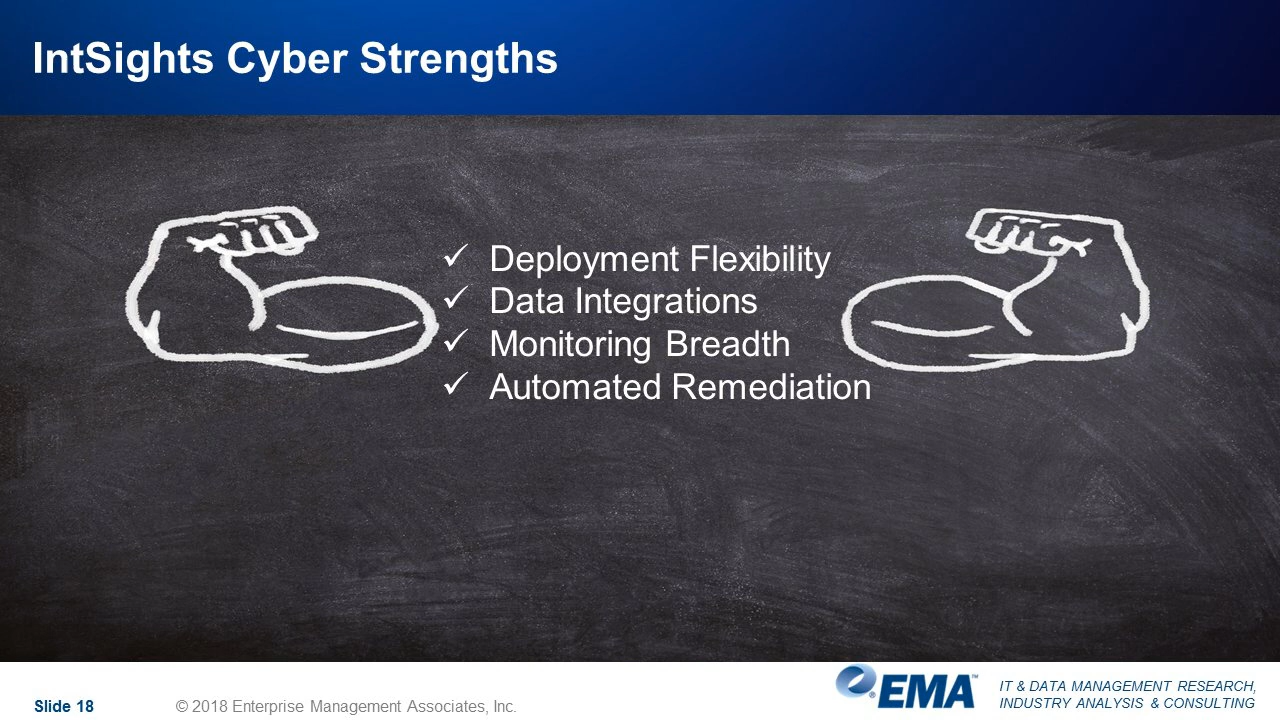 IntSights Cyber Strengths
✓ Deployment Flexibility
✓ Data Integrations
✓ Monitoring Breadth
✓ Automated Remediation
Slide 18
© 2018 Enterprise Management Associates, Inc.
EMA™
IT & DATA MANAGEMENT RESEARCH,
INDUSTRY ANALYSIS & CONSULTING